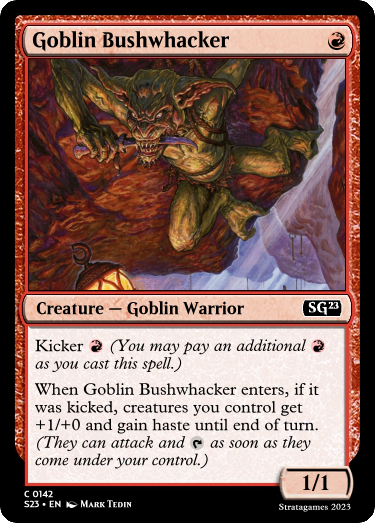 Goblin Bushwhacker
Creature — Goblin Warrior
SG23
Kicker (You may pay an additional
as you cast this spell.)
When Goblin Bushwhacker enters, if it
was kicked, creatures you control get
+1/+0 and gain haste until end of turn.
(They can attack and as soon as they
come under your control.)
1/1
C 0142
S23 • EN Mark Tedin
Stratagames 2023